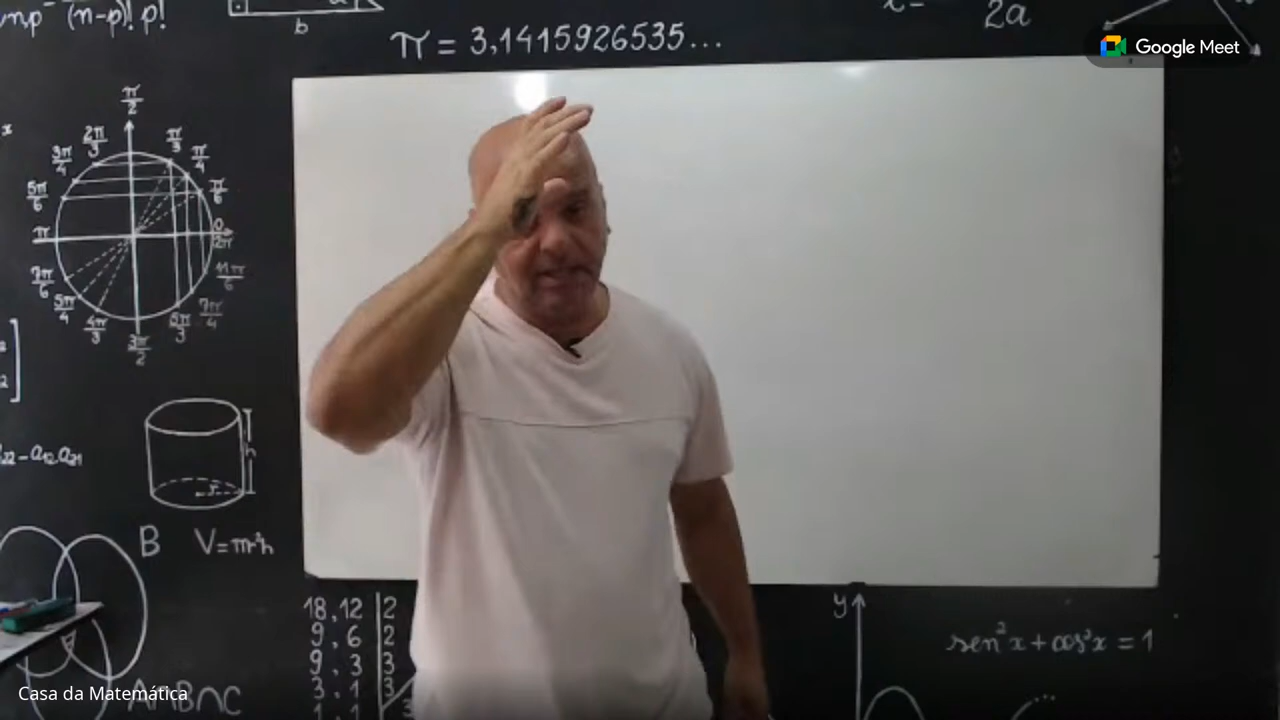 (n-p)! p!
b
2a
π = 3,1415926535...
Google Meet
π/2
2π/3
π/3
3π/4
π/4
5π/6
π/6
π
0
2π
7π/6
11π/6
5π/4
7π/4
4π/3
5π/3
3π/2
h
r
B
V=πr²h
18,12 | 2
9,6 | 2
9,3 | 3
3,1 | 3
1,1
y
sen²x + cos²x = 1
Casa da Matemática
A∩B∩C